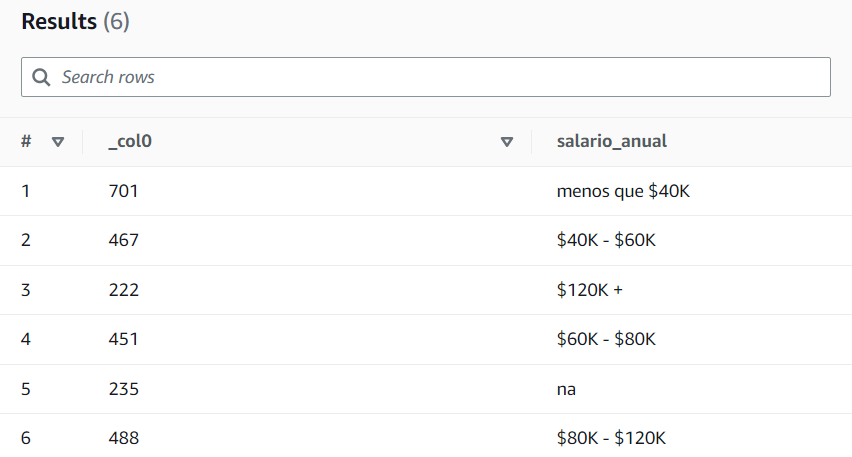 Results (6)
Search rows
# _col0 salario_anual
1 701 menos que $40K
2 467 $40K - $60K
3 222 $120K +
4 451 $60K - $80K
5 235 na
6 488 $80K - $120K